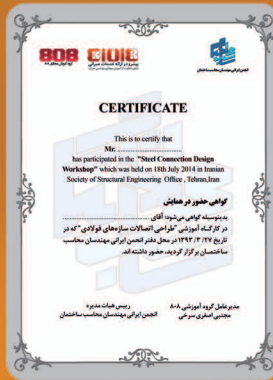 808
CERTIFICATE
This is to certify that
Mr. ..............................
has participated in the "Steel Connection Design
Workshop" which was held on 18th July 2014 in Iranian
Society of Structural Engineering Office , Tehran,Iran
گواهی حضور در همایش
بدینوسیله گواهی می‌شود؛ آقای ..............................
در کارگاه آموزشی "طراحی اتصالات سازه‌های فولادی" که در
تاریخ ۲۷/ ۳/ ۱۳۹۳ در محل دفتر انجمن ایرانی مهندسان محاسب
ساختمـان برگزار گردید، حضور داشته اند.
مدیرعامل گروه آموزشی ۸۰۸
مجتبی اصغری سرخی
رییس هیات مدیره
انجمن ایرانی مهندسان محاسب ساختمان